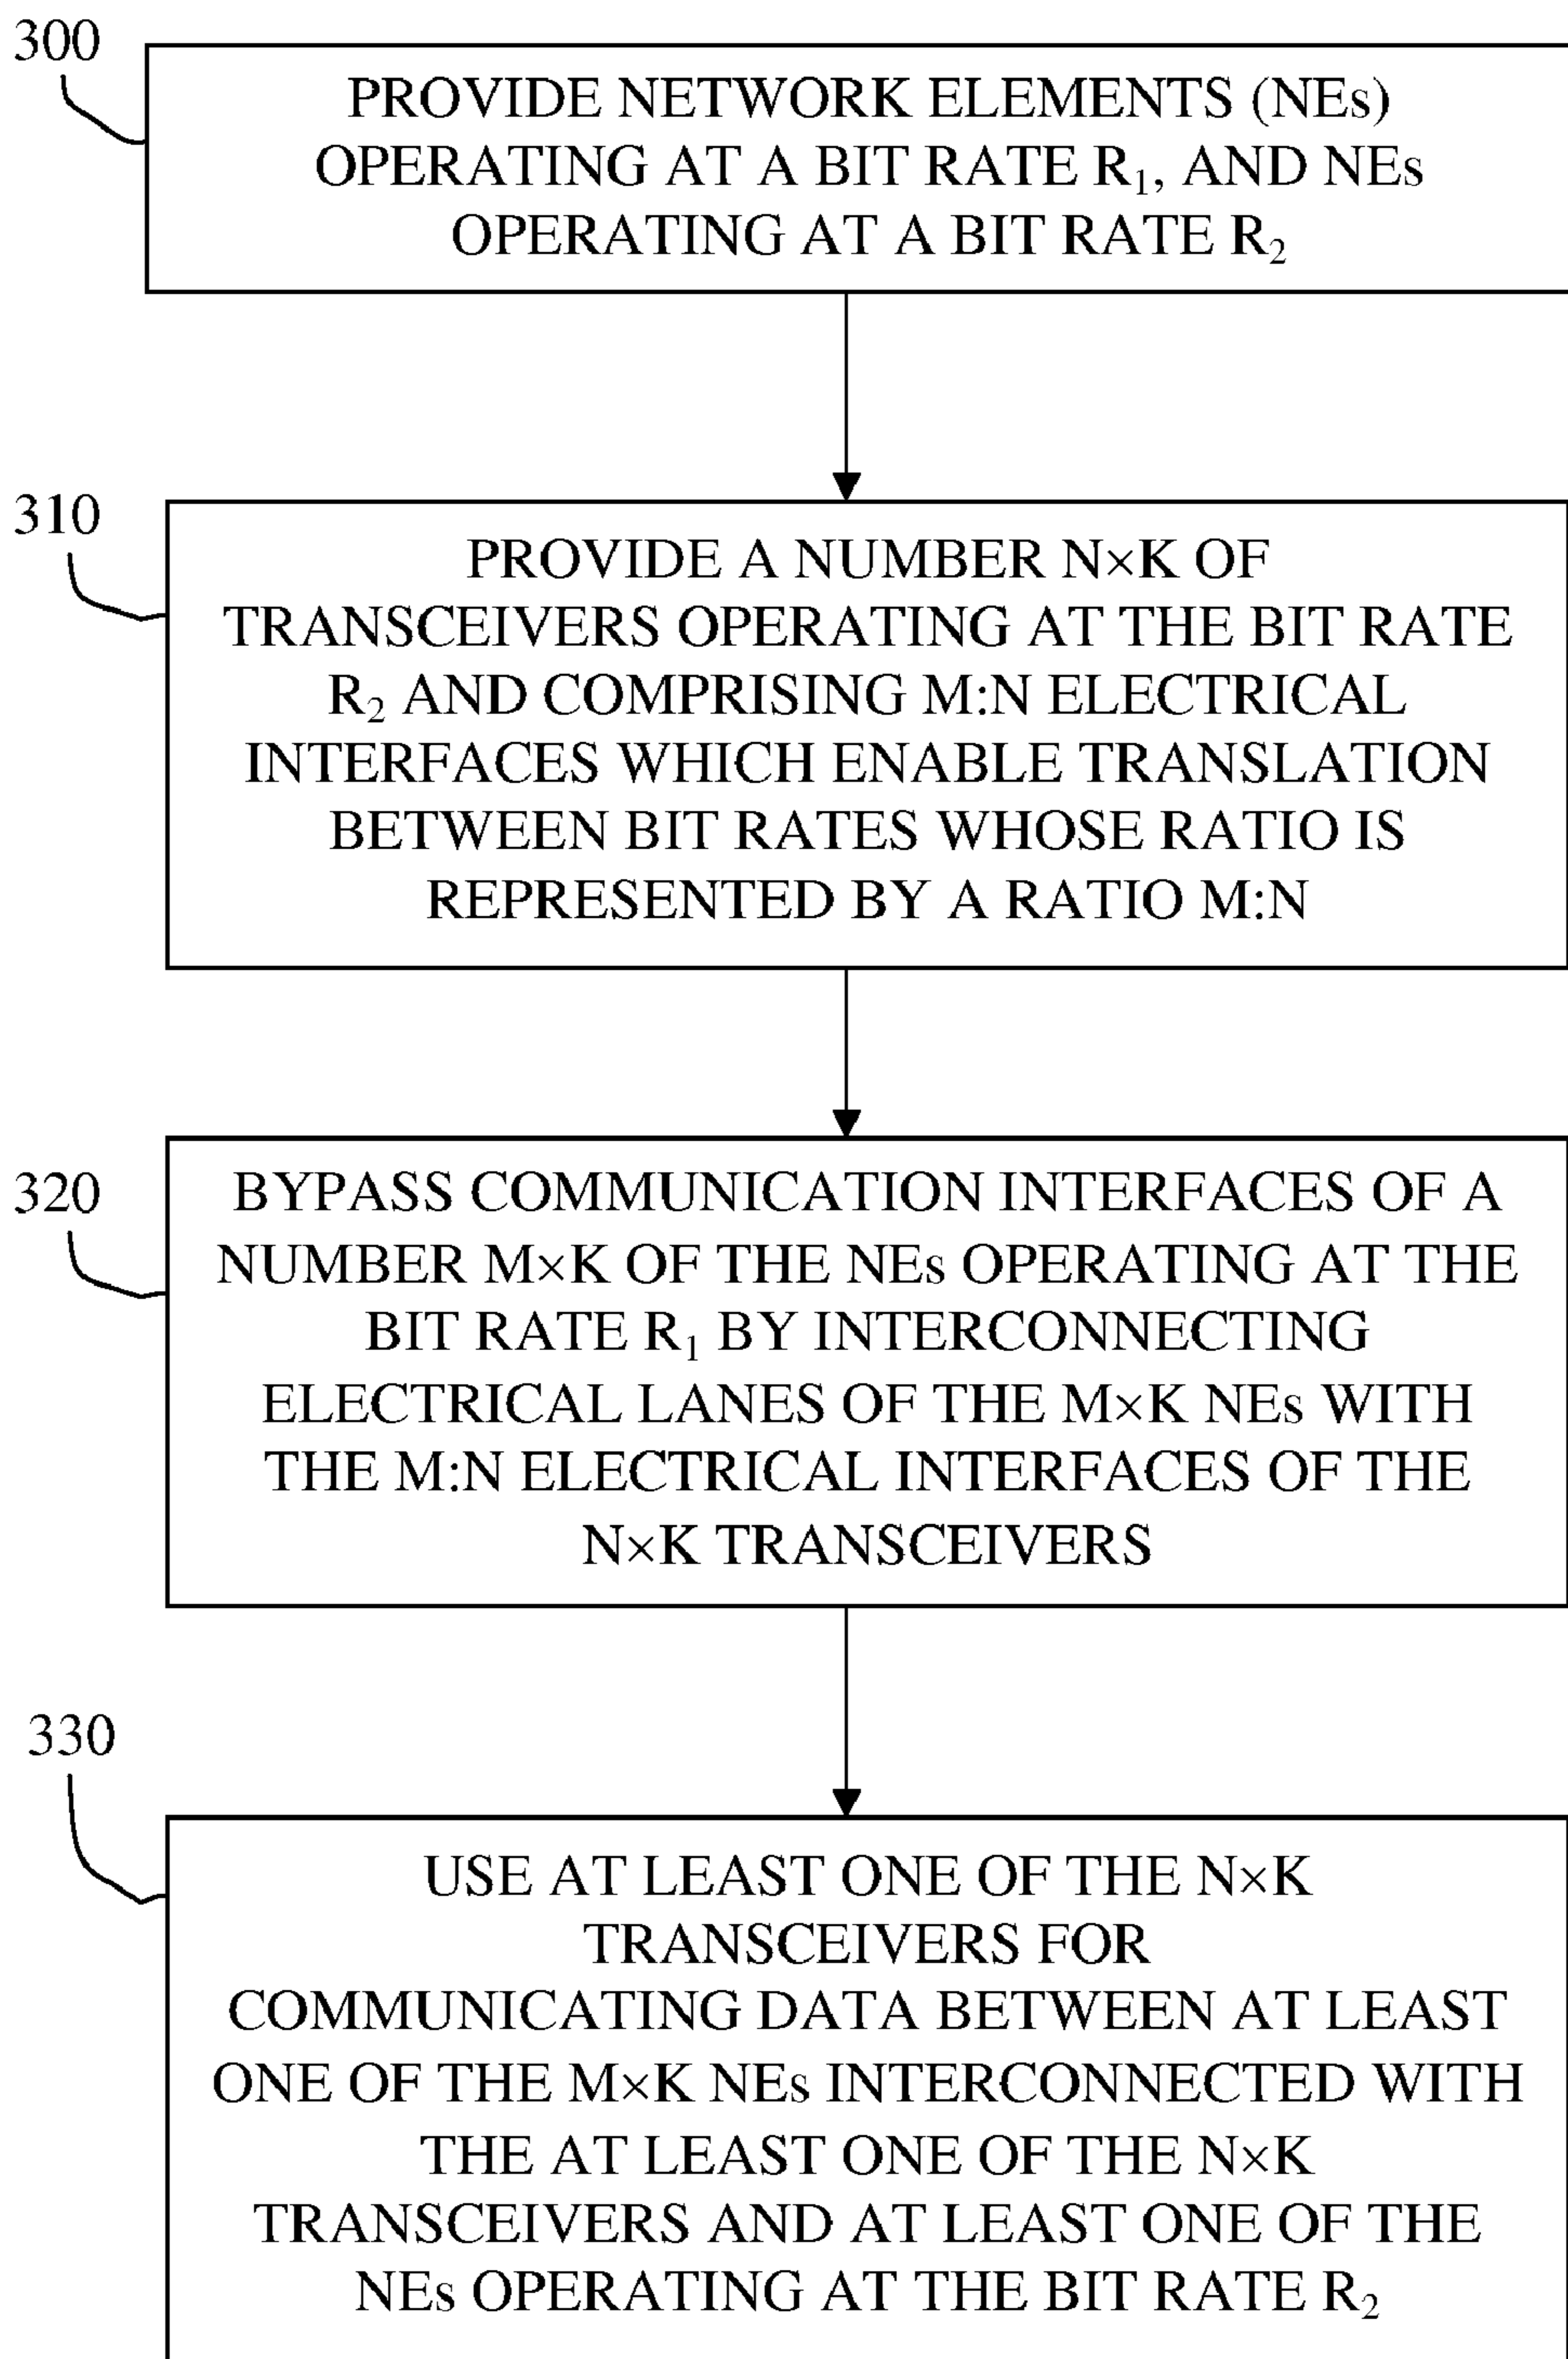 300
PROVIDE NETWORK ELEMENTS (NEs)
OPERATING AT A BIT RATE R₁, AND NEs
OPERATING AT A BIT RATE R₂
310
PROVIDE A NUMBER N×K OF
TRANSCEIVERS OPERATING AT THE BIT RATE
R₂ AND COMPRISING M:N ELECTRICAL
INTERFACES WHICH ENABLE TRANSLATION
BETWEEN BIT RATES WHOSE RATIO IS
REPRESENTED BY A RATIO M:N
320
BYPASS COMMUNICATION INTERFACES OF A
NUMBER M×K OF THE NEs OPERATING AT THE
BIT RATE R₁ BY INTERCONNECTING
ELECTRICAL LANES OF THE M×K NEs WITH
THE M:N ELECTRICAL INTERFACES OF THE
N×K TRANSCEIVERS
330
USE AT LEAST ONE OF THE N×K
TRANSCEIVERS FOR
COMMUNICATING DATA BETWEEN AT LEAST
ONE OF THE M×K NEs INTERCONNECTED WITH
THE AT LEAST ONE OF THE N×K
TRANSCEIVERS AND AT LEAST ONE OF THE
NEs OPERATING AT THE BIT RATE R₂